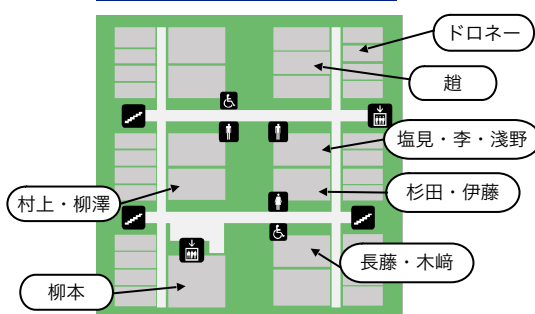 ドロネー
趙
塩見・李・淺野
杉田・伊藤
村上・柳澤
長藤・木﨑
柳本